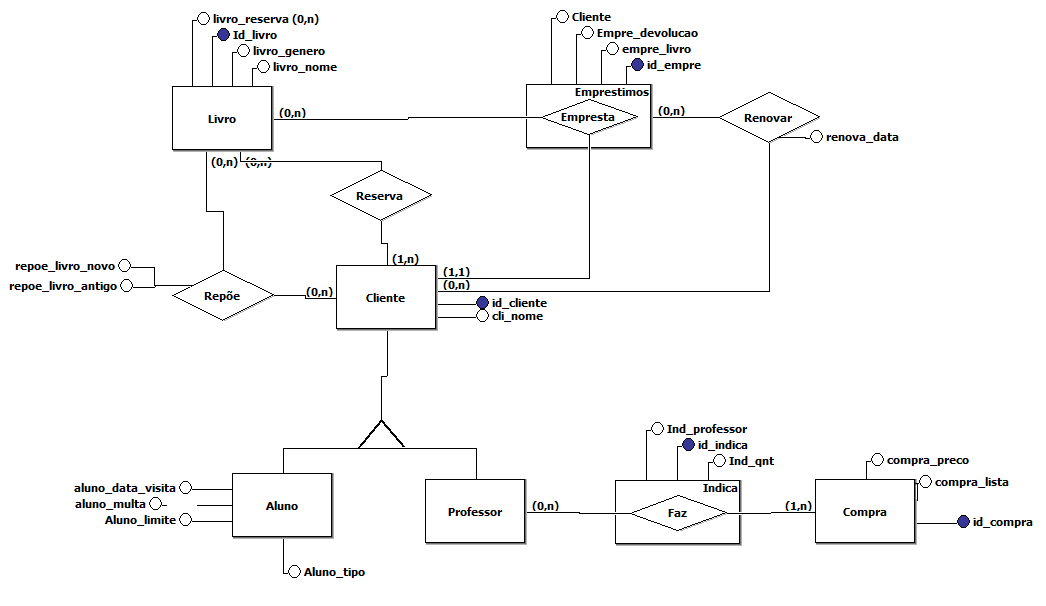 livro_reserva (0,n)
Id_livro
livro_genero
livro_nome
Livro
(0,n)
Cliente
Empre_devolucao
empre_livro
id_empre
Emprestimos
Empresta
(0,n)
Renovar
renova_data
(0,n)
(0,n)
Reserva
(1,n)
(1,1)
(0,n)
repoe_livro_novo
repoe_livro_antigo
Repõe
(0,n)
Cliente
id_cliente
cli_nome
aluno_data_visita
aluno_multa
Aluno_limite
Aluno
Aluno_tipo
Professor
(0,n)
Ind_professor
id_indica
Ind_qnt
Indica
Faz
(1,n)
compra_preco
compra_lista
Compra
id_compra